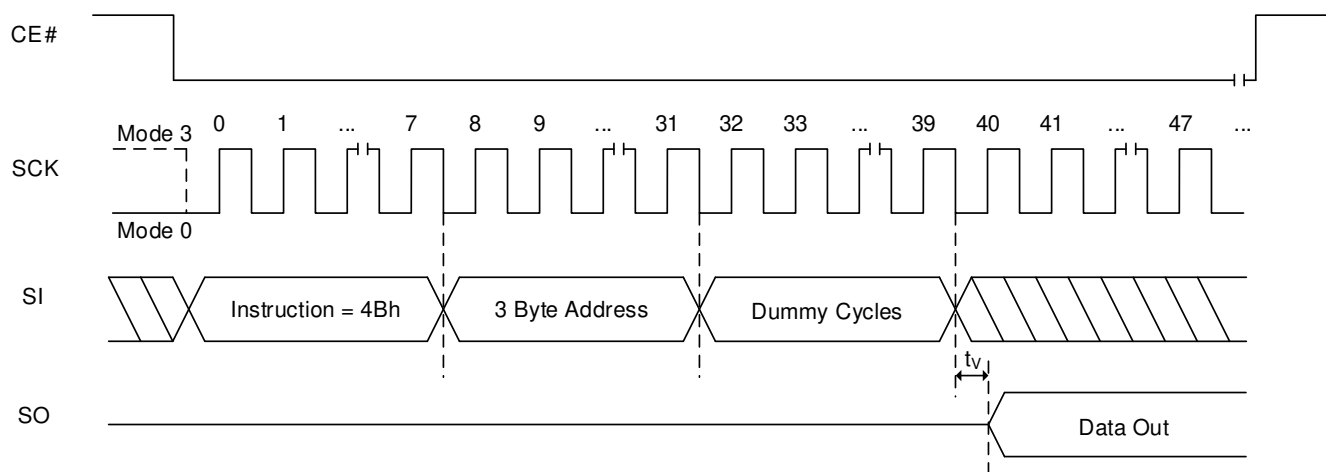 CE#
Mode 3 0 1 ... 7 8 9 ... 31 32 33 ... 39 40 41 ... 47 ...
SCK
Mode 0
SI Instruction = 4Bh 3 Byte Address Dummy Cycles
tV
SO Data Out